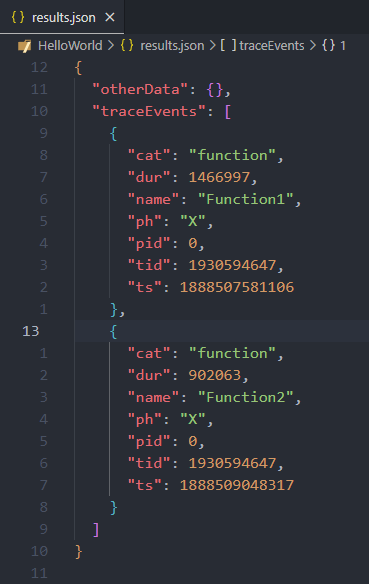 { } results.json ×
HelloWorld > { } results.json > [ ] traceEvents > { } 1
12 {
11 "otherData": {},
10 "traceEvents": [
9 {
8 "cat": "function",
7 "dur": 1466997,
6 "name": "Function1",
5 "ph": "X",
4 "pid": 0,
3 "tid": 1930594647,
2 "ts": 1888507581106
1 },
13 {
1 "cat": "function",
2 "dur": 902063,
3 "name": "Function2",
4 "ph": "X",
5 "pid": 0,
6 "tid": 1930594647,
7 "ts": 1888509048317
8 }
9 ]
10 }
11